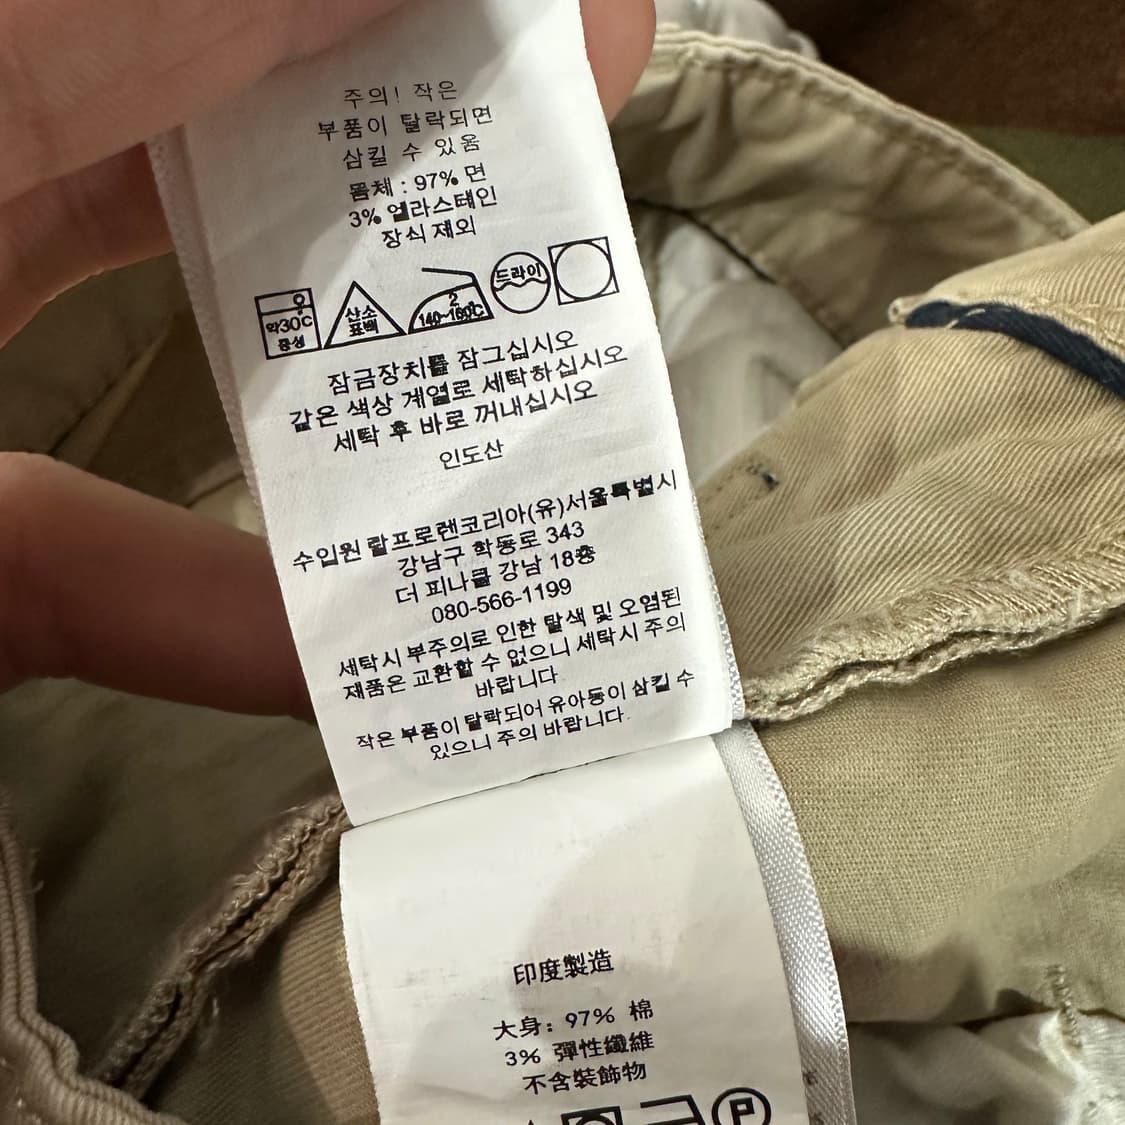 주의! 작은
부품이 탈락되면
삼킬 수 있음
몸체 : 97% 면
3% 엘라스테인
장식 제외
약30℃
중성
산소
표백
2
140~160℃
드라이
잠금장치를 잠그십시오
같은 색상 계열로 세탁하십시오
세탁 후 바로 꺼내십시오
인도산
수입원 랄프로렌코리아(유)서울특별시
강남구 학동로 343
더 피나클 강남 18층
080-566-1199
세탁시 부주의로 인한 탈색 및 오염된
제품은 교환할 수 없으니 세탁시 주의
바랍니다
작은 부품이 탈락되어 유아등이 삼킬 수
있으니 주의 바랍니다.
印度製造
大身: 97% 棉
3% 彈性纖維
不含裝飾物
P